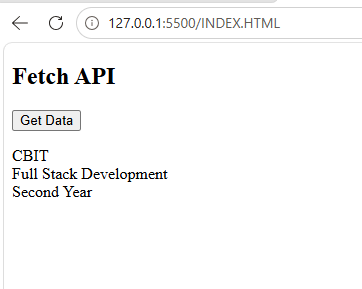 127.0.0.1:5500/INDEX.HTML
Fetch API
Get Data
CBIT
Full Stack Development
Second Year